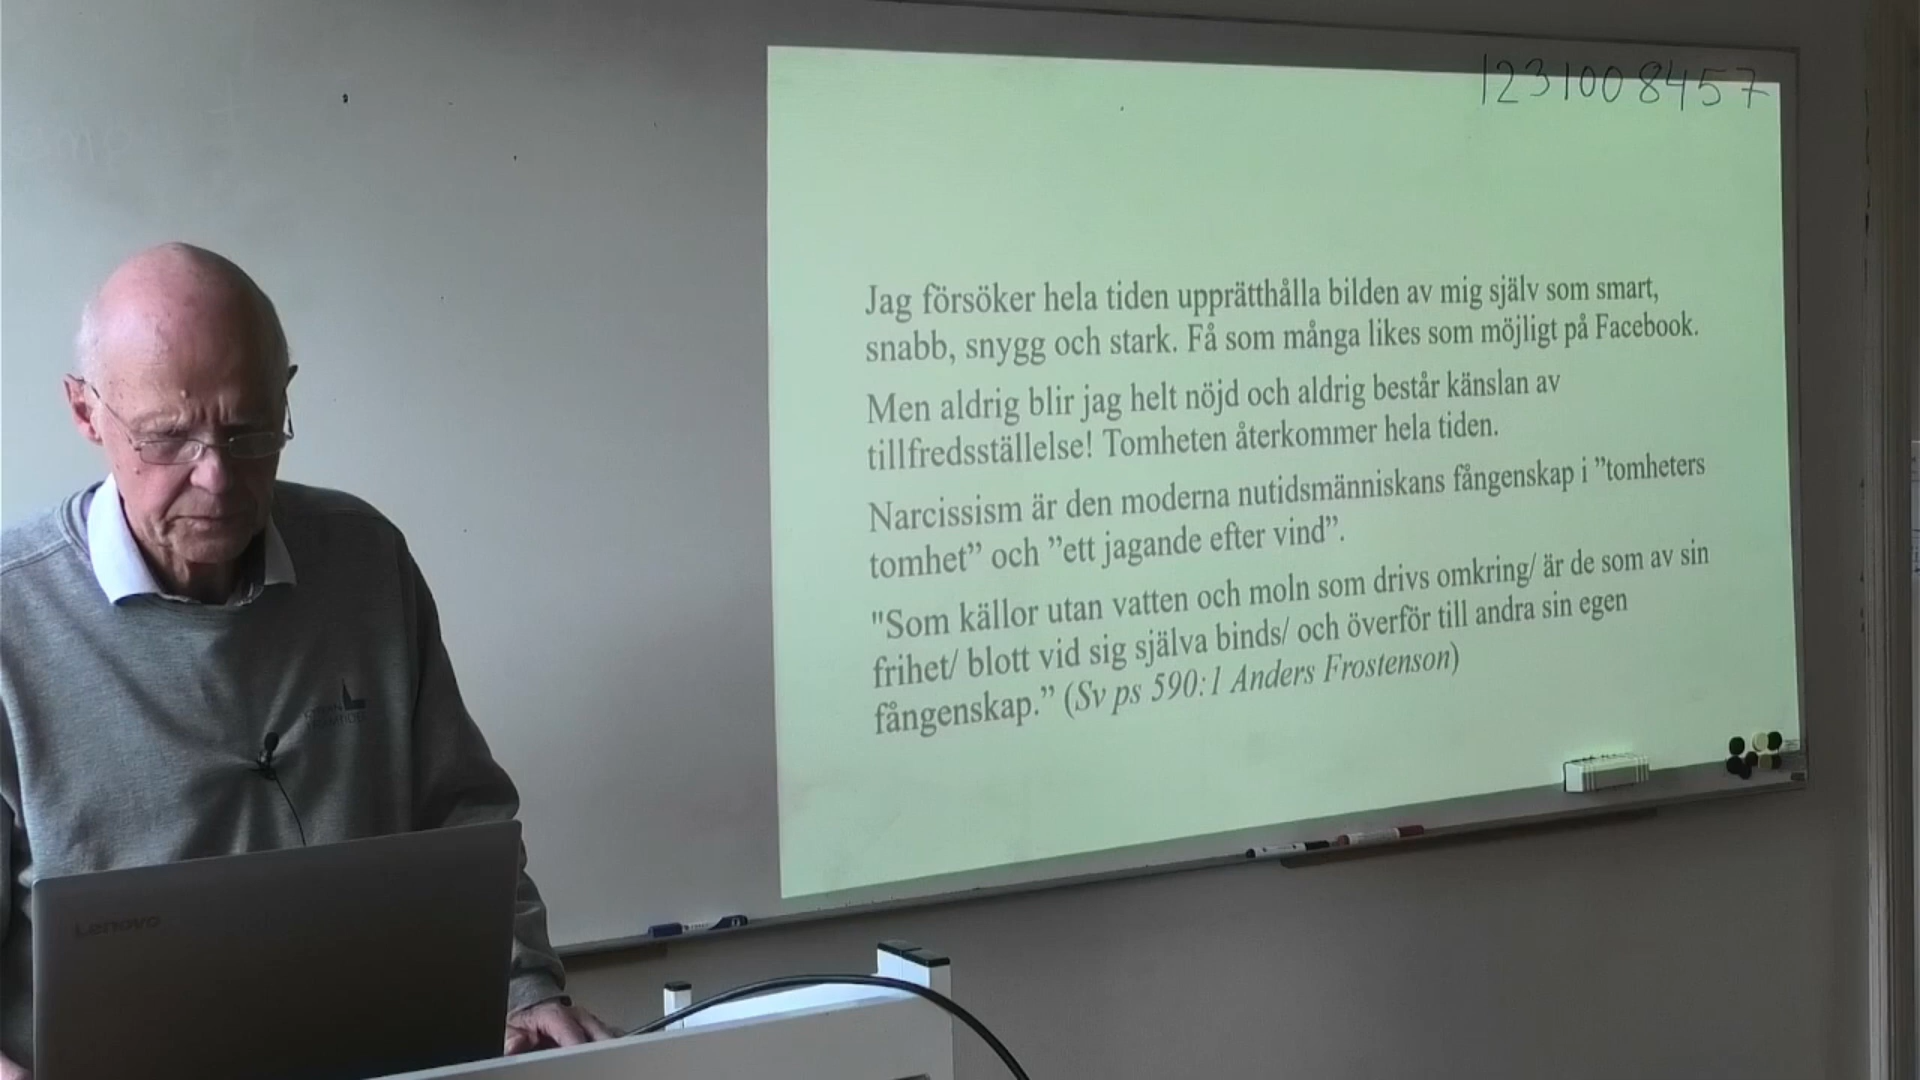 1231008457
Jag försöker hela tiden upprätthålla bilden av mig själv som smart,
snabb, snygg och stark. Få som många likes som möjligt på Facebook.
Men aldrig blir jag helt nöjd och aldrig består känslan av
tillfredsställelse! Tomheten återkommer hela tiden.
Narcissism är den moderna nutidsmänniskans fångenskap i ”tomheters
tomhet” och ”ett jagande efter vind”.
"Som källor utan vatten och moln som drivs omkring/ är de som av sin
frihet/ blott vid sig själva binds/ och överför till andra sin egen
fångenskap.” (Sv ps 590:1 Anders Frostenson)
Lenovo